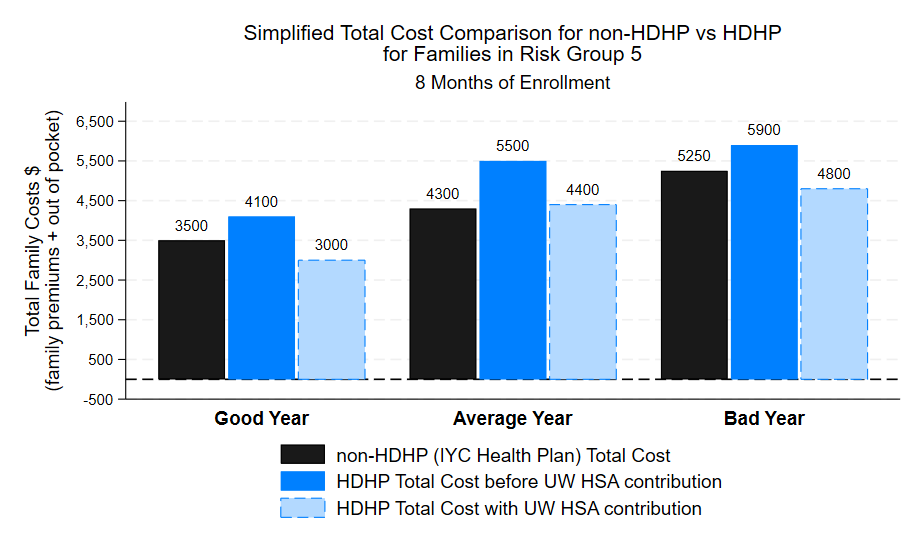 Simplified Total Cost Comparison for non-HDHP vs HDHP
for Families in Risk Group 5
8 Months of Enrollment
Total Family Costs $
(family premiums + out of pocket)
6,500
5,500
4,500
3,500
2,500
1,500
500
-500
3500
4100
3000
4300
5500
4400
5250
5900
4800
Good Year
Average Year
Bad Year
non-HDHP (IYC Health Plan) Total Cost
HDHP Total Cost before UW HSA contribution
HDHP Total Cost with UW HSA contribution